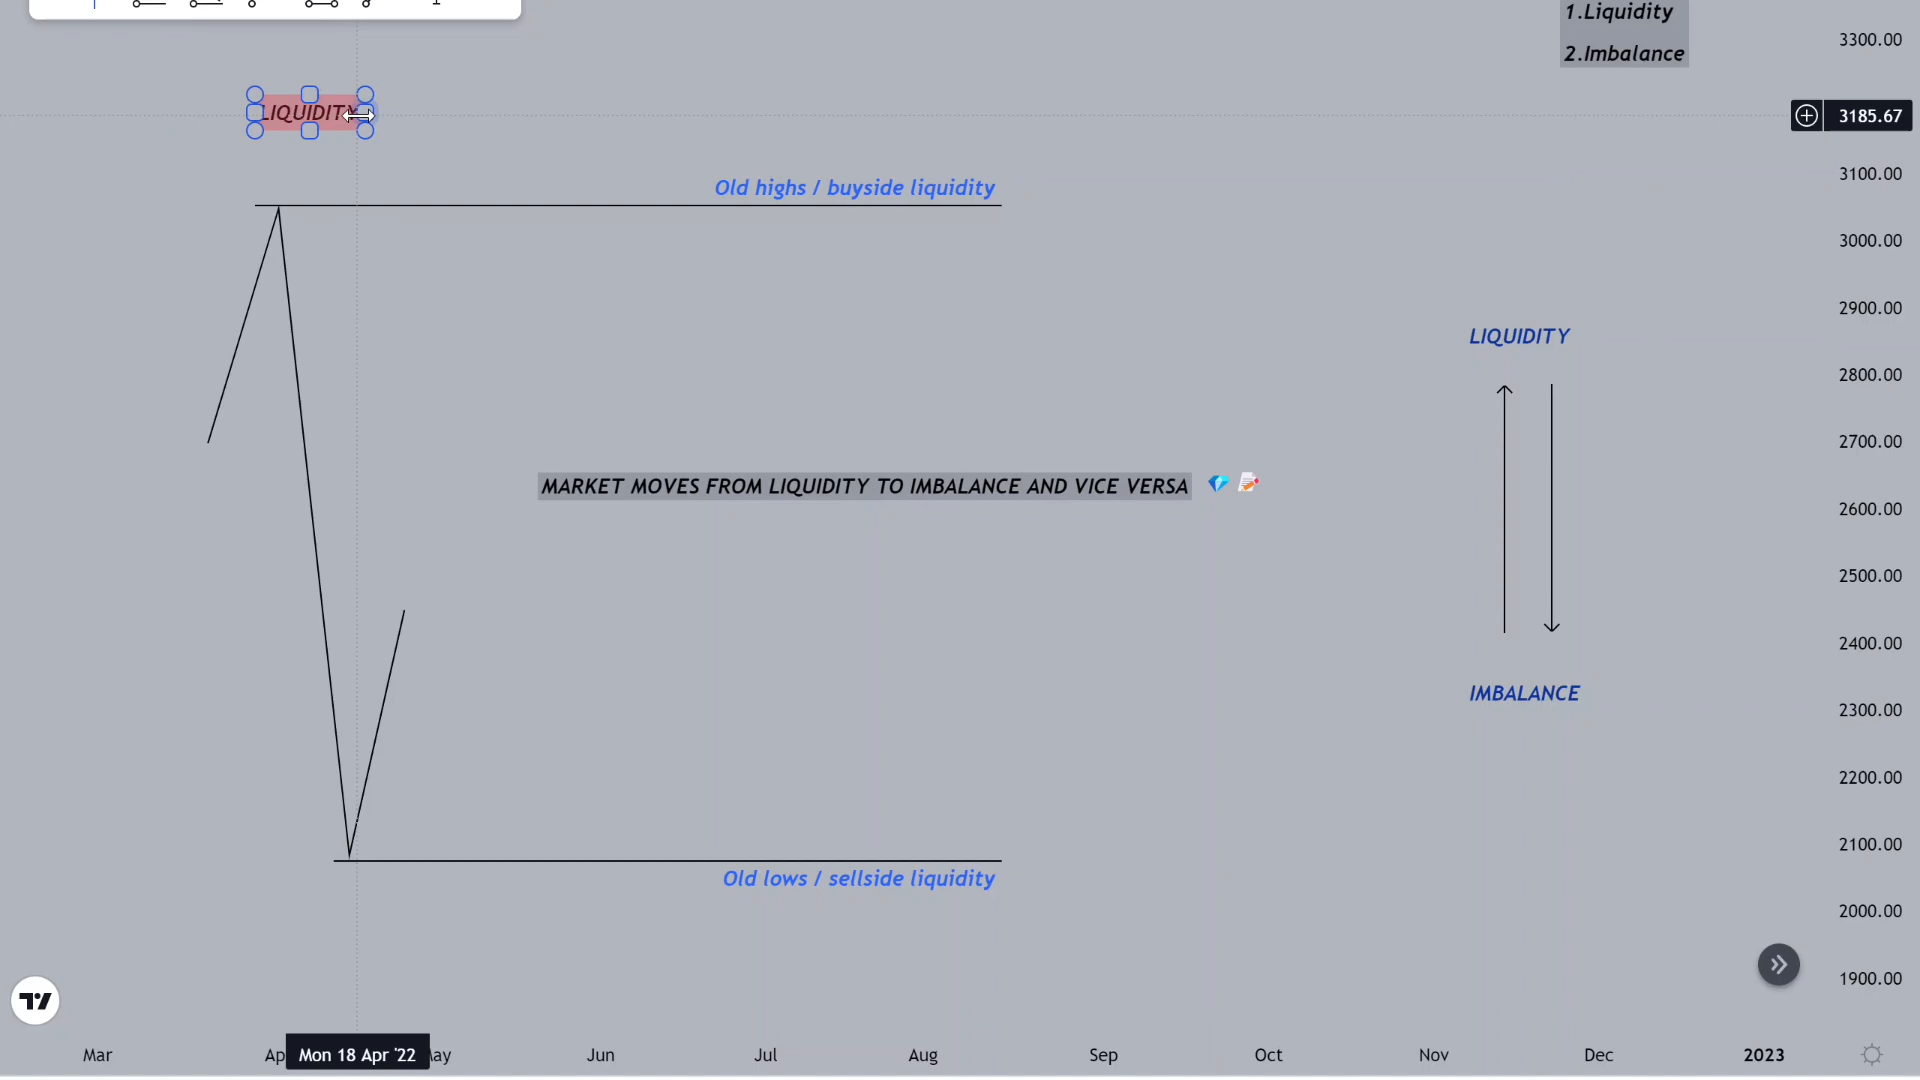 1.Liquidity
2.Imbalance
3300.00
LIQUIDITY
3185.67
3100.00
Old highs / buyside liquidity
3000.00
2900.00
LIQUIDITY
2800.00
2700.00
MARKET MOVES FROM LIQUIDITY TO IMBALANCE AND VICE VERSA 💎 📝
2600.00
2500.00
2400.00
IMBALANCE
2300.00
2200.00
2100.00
Old lows / sellside liquidity
2000.00
1900.00
Mar Ap Mon 18 Apr '22 May Jun Jul Aug Sep Oct Nov Dec 2023